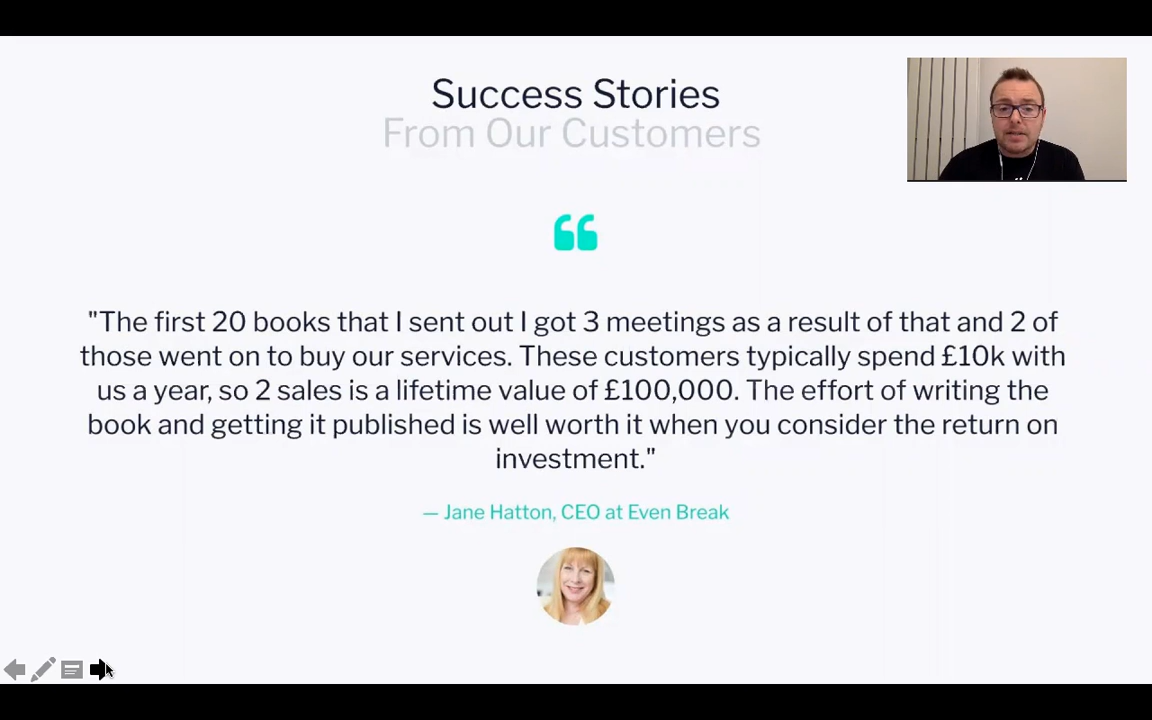 Success Stories
From Our Customers
"The first 20 books that I sent out I got 3 meetings as a result of that and 2 of
those went on to buy our services. These customers typically spend £10k with
us a year, so 2 sales is a lifetime value of £100,000. The effort of writing the
book and getting it published is well worth it when you consider the return on
investment."
— Jane Hatton, CEO at Even Break